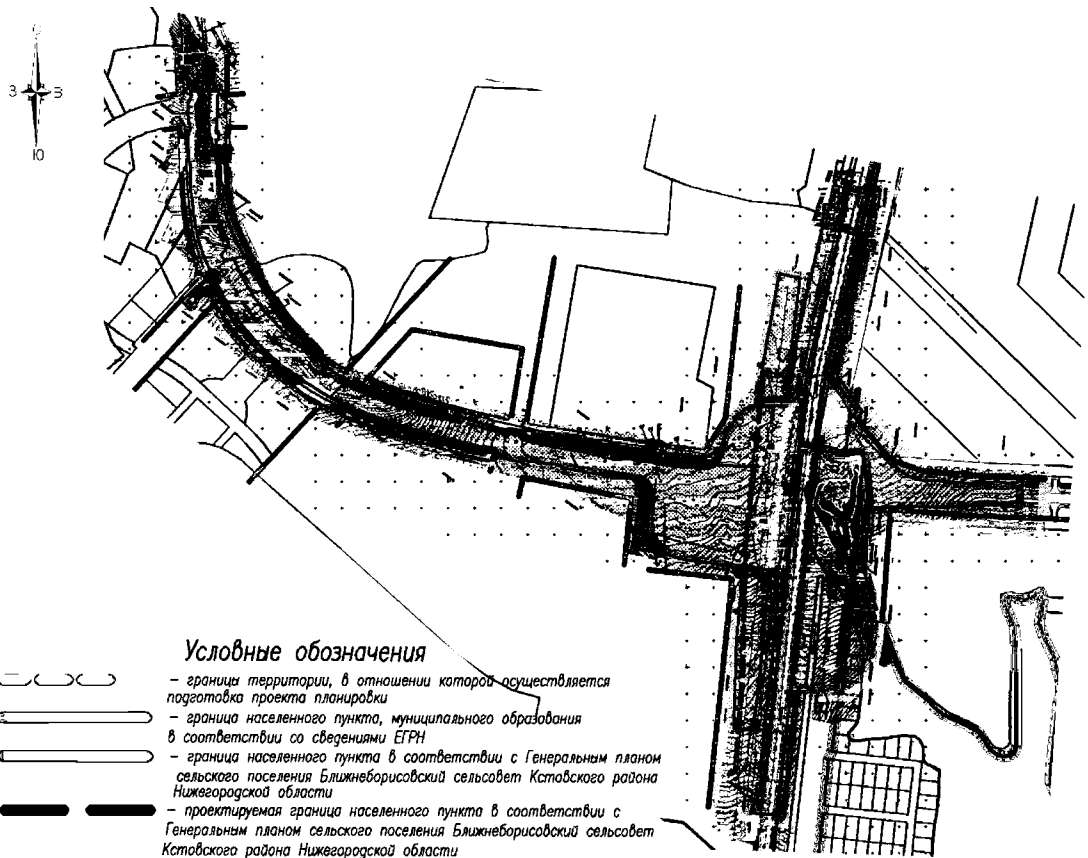 С
З В
Ю
Условные обозначения
– границы территории, в отношении которой осуществляется
подготовка проекта планировки
– граница населенного пункта, муниципального образования
в соответствии со сведениями ЕГРН
– граница населенного пункта в соответствии с Генеральным планом
сельского поселения Ближнеборисовский сельсовет Кстовского района
Нижегородской области
– проектируемая граница населенного пункта в соответствии с
Генеральным планом сельского поселения Ближнеборисовский сельсовет
Кстовского района Нижегородской области